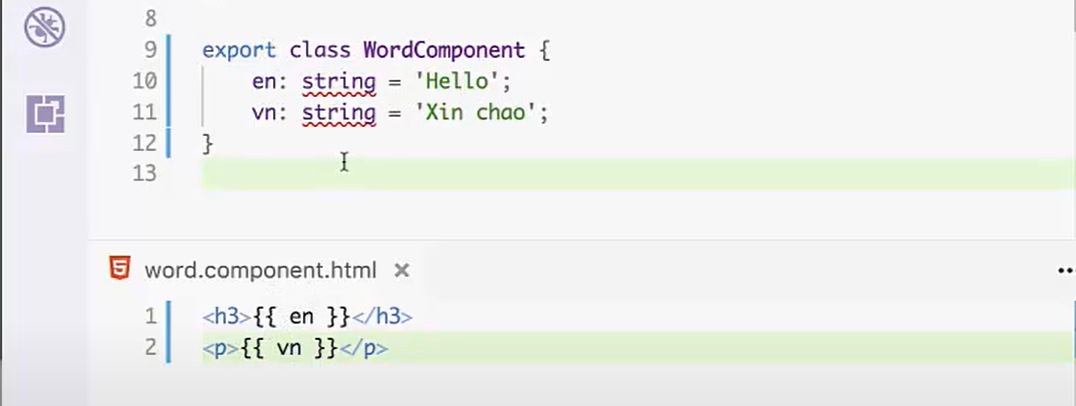 8
9 export class WordComponent {
10 en: string = 'Hello';
11 vn: string = 'Xin chao';
12 }
13
word.component.html ×
1 <h3>{{ en }}</h3>
2 <p>{{ vn }}</p>